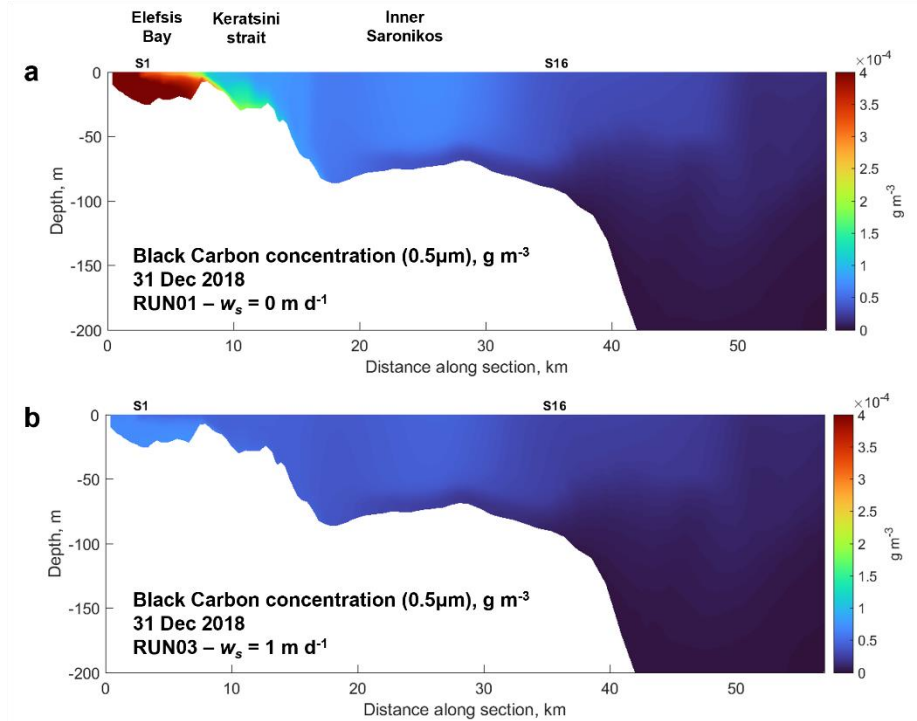 Elefsis Bay
Keratsini strait
Inner Saronikos
a
S1
S16
×10⁻⁴
0
-50
-100
-150
-200
Depth, m
Black Carbon concentration (0.5µm), g m⁻³
31 Dec 2018
RUN01 – wₛ = 0 m d⁻¹
0
10
20
30
40
50
Distance along section, km
4
3.5
3
2.5
2
1.5
1
0.5
0
g m⁻³
b
S1
S16
×10⁻⁴
0
-50
-100
-150
-200
Depth, m
Black Carbon concentration (0.5µm), g m⁻³
31 Dec 2018
RUN03 – wₛ = 1 m d⁻¹
0
10
20
30
40
50
Distance along section, km
4
3.5
3
2.5
2
1.5
1
0.5
0
g m⁻³